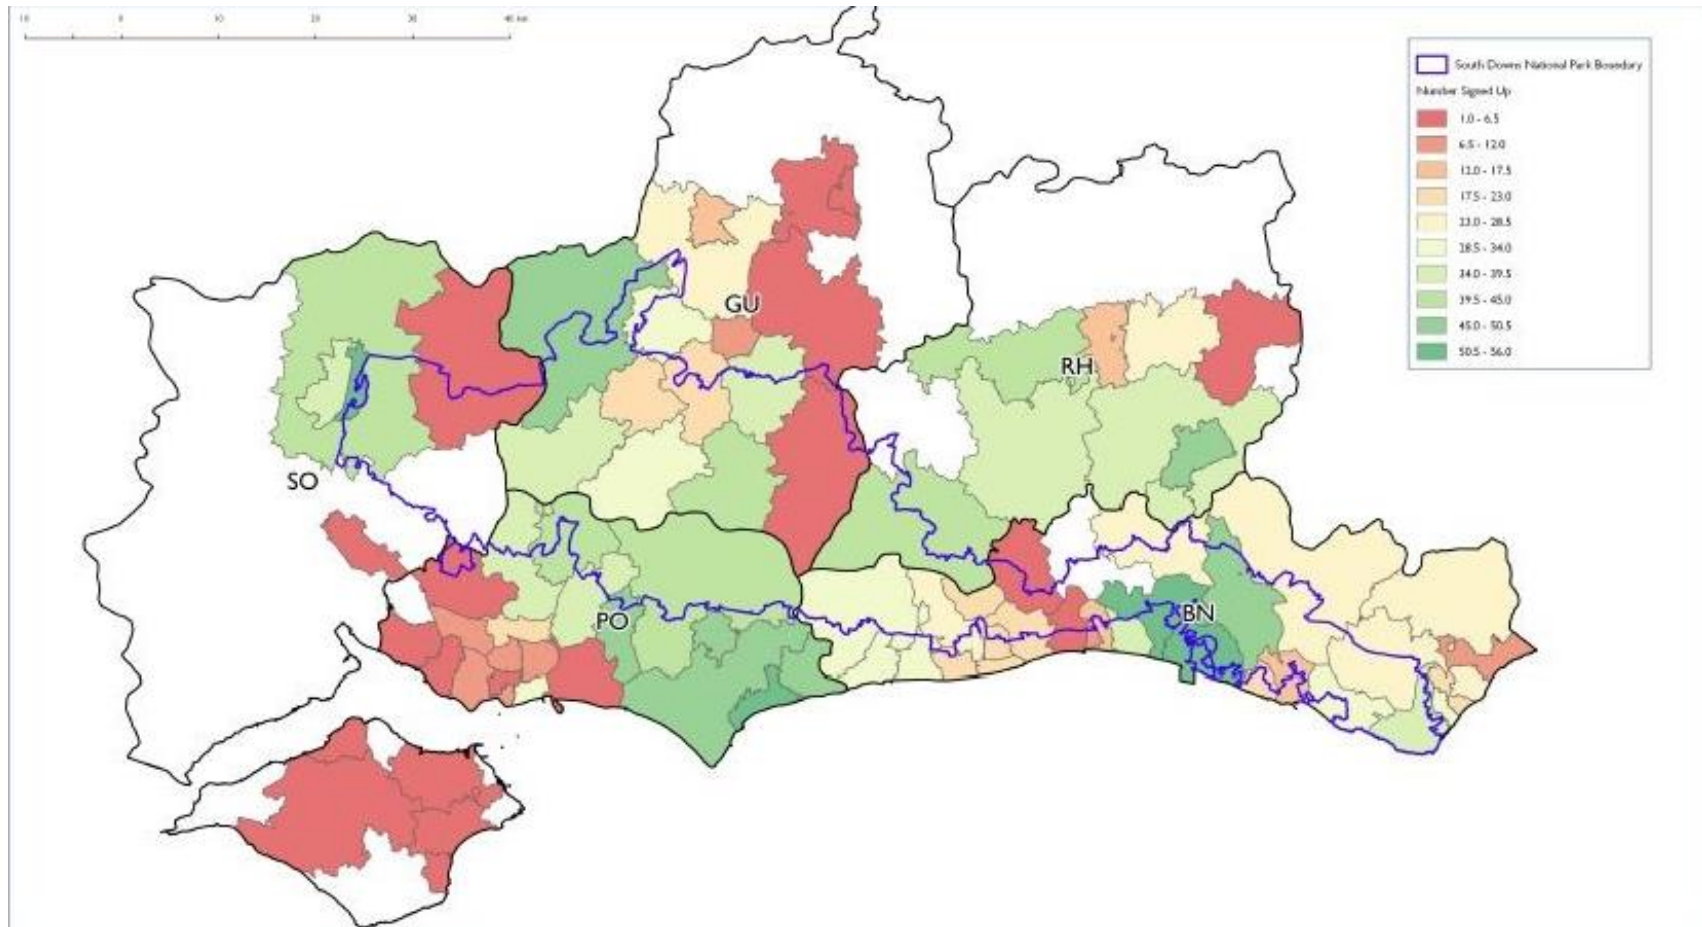 10 0 10 20 30 40 km
South Downs National Park Boundary
Number Signed Up
1.0 - 6.5
6.5 - 12.0
12.0 - 17.5
17.5 - 23.0
23.0 - 28.5
28.5 - 34.0
34.0 - 39.5
39.5 - 45.0
45.0 - 50.5
50.5 - 56.0
GU
RH
SO
PO
BN